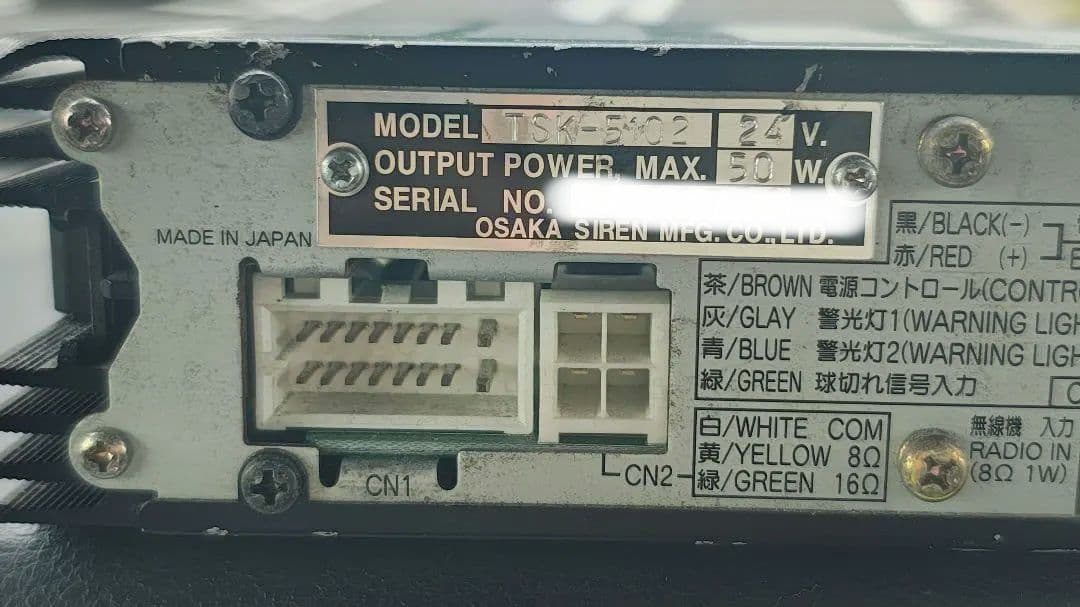 MODEL TSK-5102 24 V.
OUTPUT POWER, MAX. 50 W.
SERIAL NO.
OSAKA SIREN MFG. CO., LTD.
MADE IN JAPAN
黒/BLACK(-)
赤/RED (+)
茶/BROWN 電源コントロール(CONTR
灰/GLAY 警光灯1(WARNING LIGH
青/BLUE 警光灯2(WARNING LIGH
緑/GREEN 球切れ信号入力
白/WHITE COM
黄/YELLOW 8Ω
緑/GREEN 16Ω
CN1
CN2
無線機 入力
RADIO IN
(8Ω 1W)